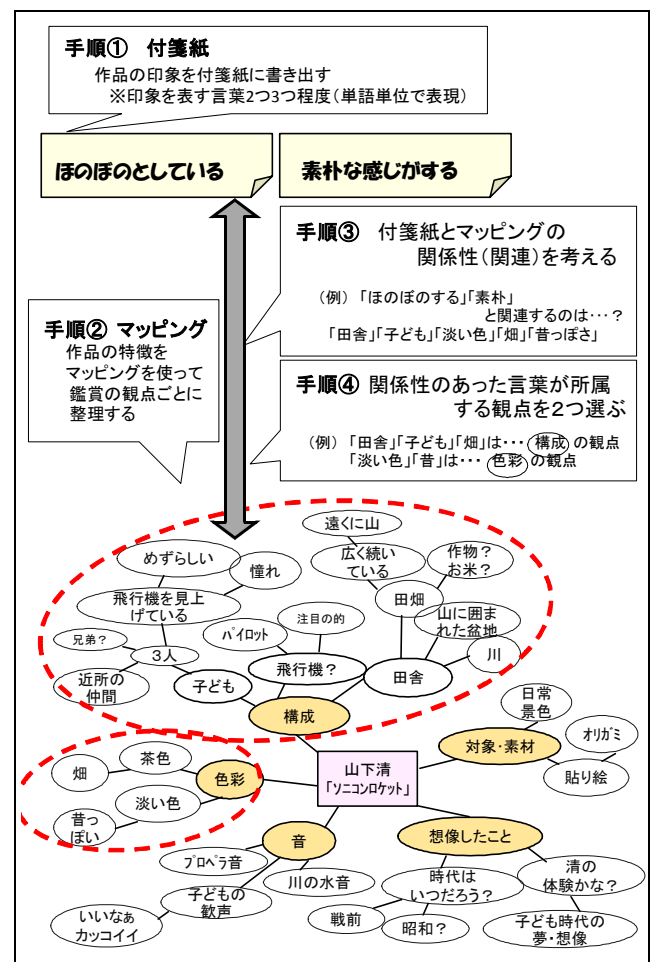 手順① 付箋紙
作品の印象を付箋紙に書き出す
※印象を表す言葉2つ3つ程度(単語単位で表現)
ほのぼのとしている
素朴な感じがする
手順③ 付箋紙とマッピングの
関係性(関連)を考える
(例)「ほのぼのする」「素朴」
と関連するのは・・・?
「田舎」「子ども」「淡い色」「畑」「昔っぽさ」
手順② マッピング
作品の特徴を
マッピングを使って
鑑賞の観点ごとに
整理する
手順④ 関係性のあった言葉が所属
する観点を2つ選ぶ
(例)「田舎」「子ども」「畑」は・・・ 構成 の観点
「淡い色」「昔」は・・・ 色彩 の観点
遠くに山
めずらしい
憧れ
広く続い
ている
作物?
お米?
飛行機を見上
げている
田畑
兄弟?
3人
パイロット
注目の的
山に囲ま
れた盆地
近所の
仲間
子ども
飛行機?
田舎
川
構成
日常
景色
オリガミ
対象・素材
貼り絵
茶色
畑
色彩
淡い色
昔っ
ぽい
山下清
「ソニコンロケット」
音
プロペラ音
川の水音
子どもの
歓声
いいなぁ
カッコイイ
想像したこと
時代は
いつだろう?
戦前
昭和?
清の
体験かな?
子ども時代の
夢・想像